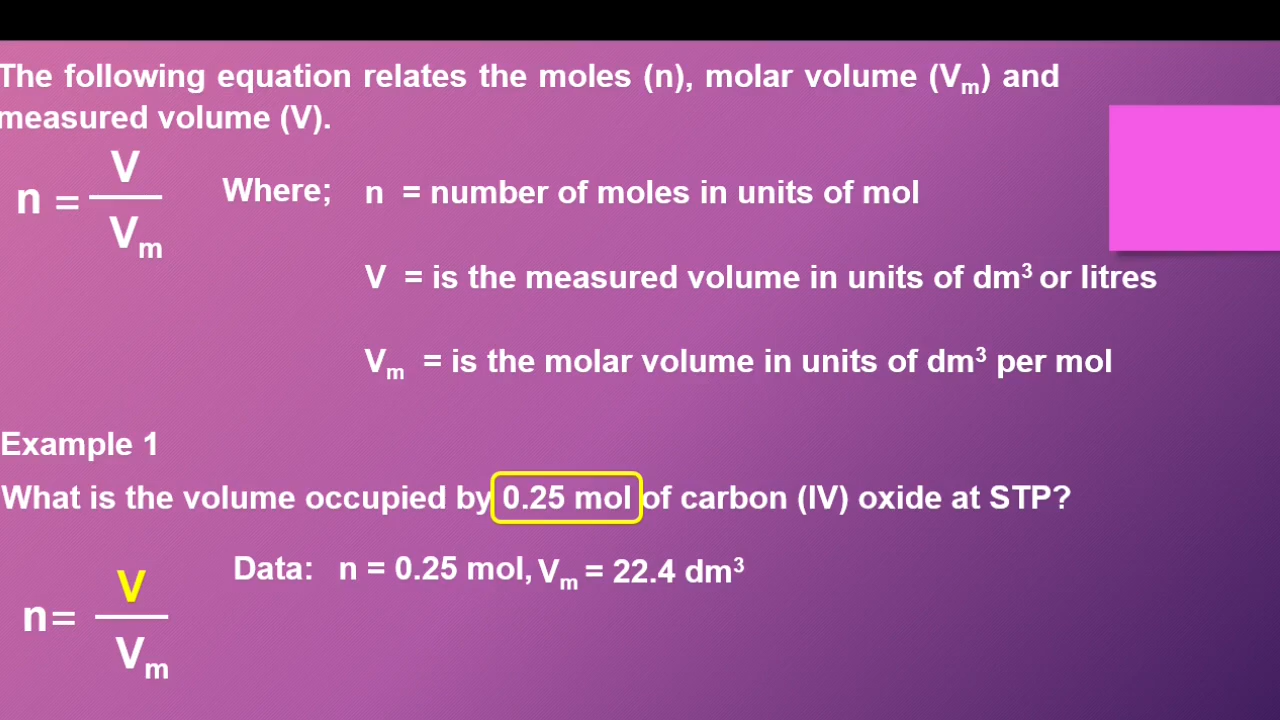 The following equation relates the moles (n), molar volume (Vₘ) and
measured volume (V).
n = V / Vₘ
Where; n = number of moles in units of mol
V = is the measured volume in units of dm³ or litres
Vₘ = is the molar volume in units of dm³ per mol
Example 1
What is the volume occupied by 0.25 mol of carbon (IV) oxide at STP?
Data: n = 0.25 mol, Vₘ = 22.4 dm³
n= V / Vₘ